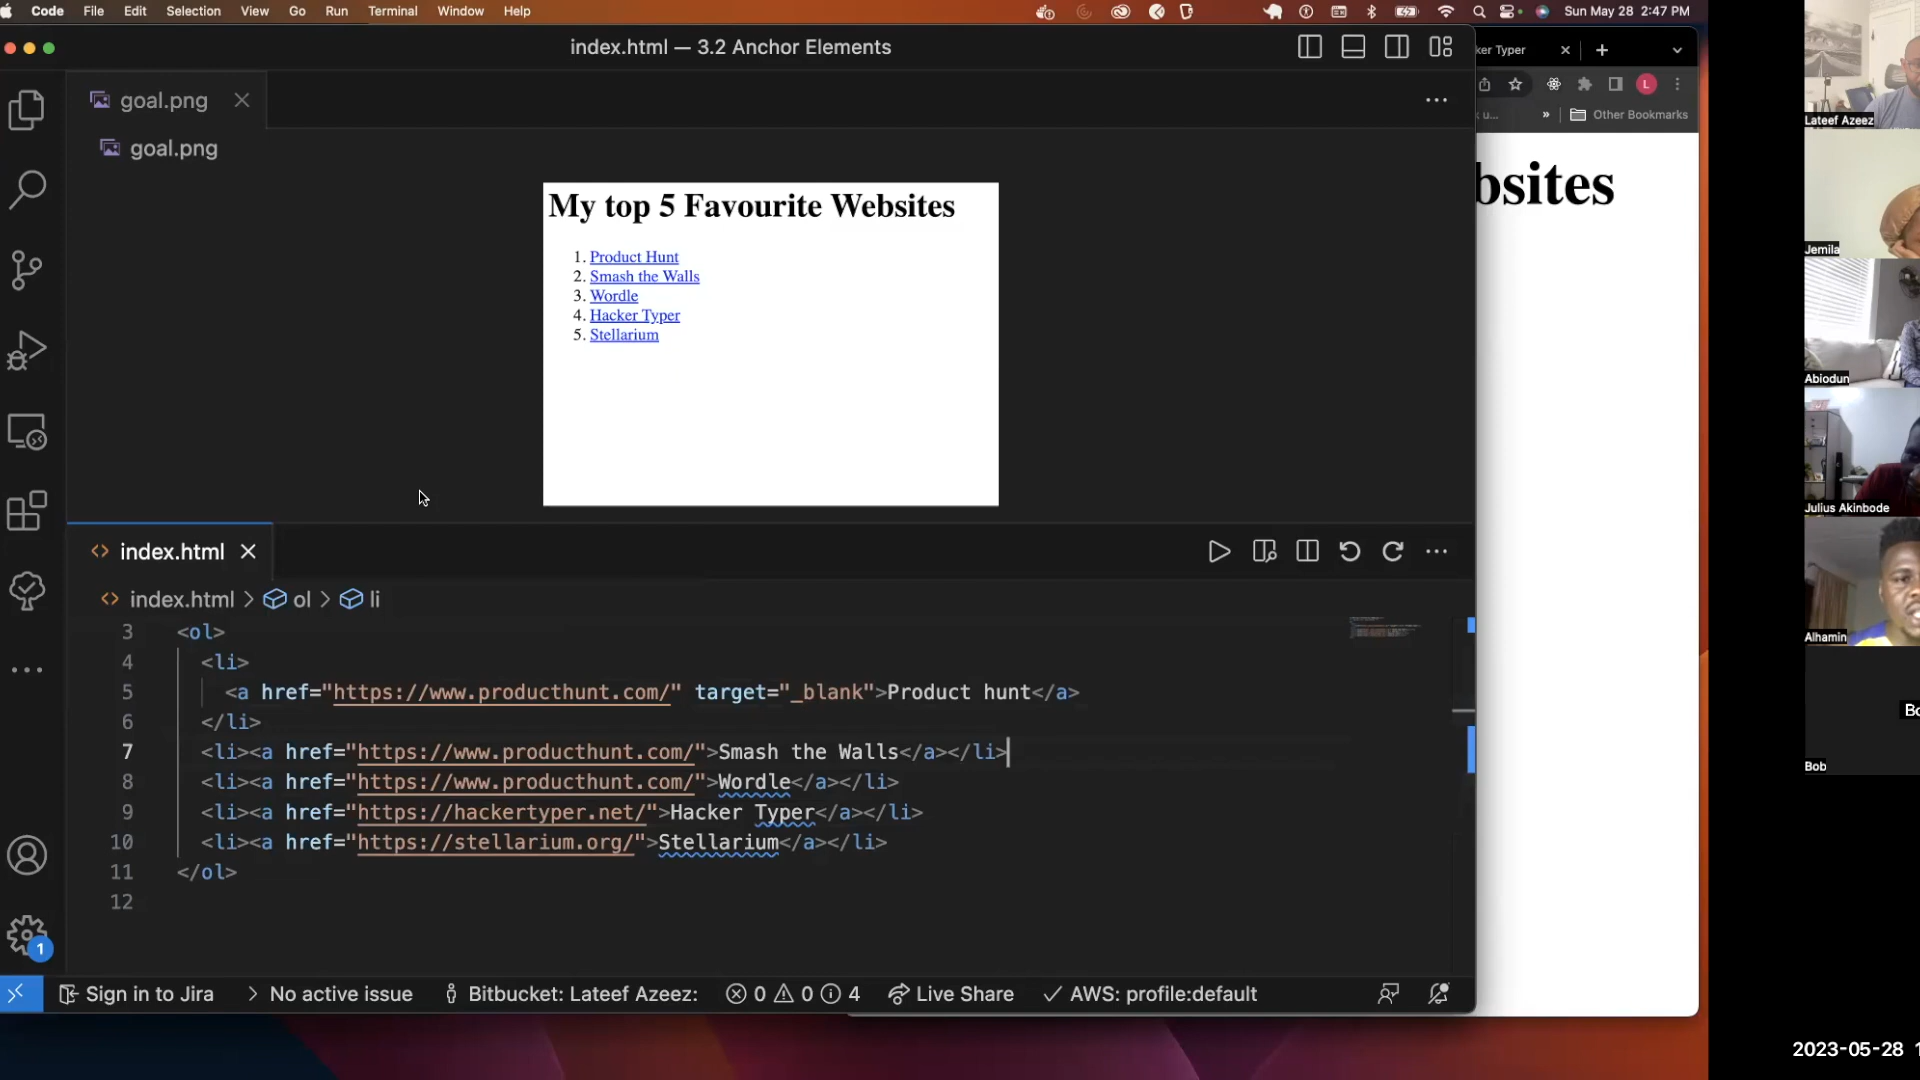 Code File Edit Selection View Go Run Terminal Window Help
Sun May 28 2:47 PM
index.html — 3.2 Anchor Elements
goal.png
goal.png
My top 5 Favourite Websites
1. Product Hunt
2. Smash the Walls
3. Wordle
4. Hacker Typer
5. Stellarium
index.html
index.html > ol > li
3 <ol>
4 <li>
5 <a href="https://www.producthunt.com/" target="_blank">Product hunt</a>
6 </li>
7 <li><a href="https://www.producthunt.com/">Smash the Walls</a></li>
8 <li><a href="https://www.producthunt.com/">Wordle</a></li>
9 <li><a href="https://hackertyper.net/">Hacker Typer</a></li>
10 <li><a href="https://stellarium.org/">Stellarium</a></li>
11 </ol>
12
1
Sign in to Jira No active issue Bitbucket: Lateef Azeez: 0 0 4 Live Share AWS: profile:default
ker Typer
L
» Other Bookmarks
bsites
Lateef Azeez
Jemila
Abiodun
Julius Akinbode
Alhamin
Bo
Bob
2023-05-28 1